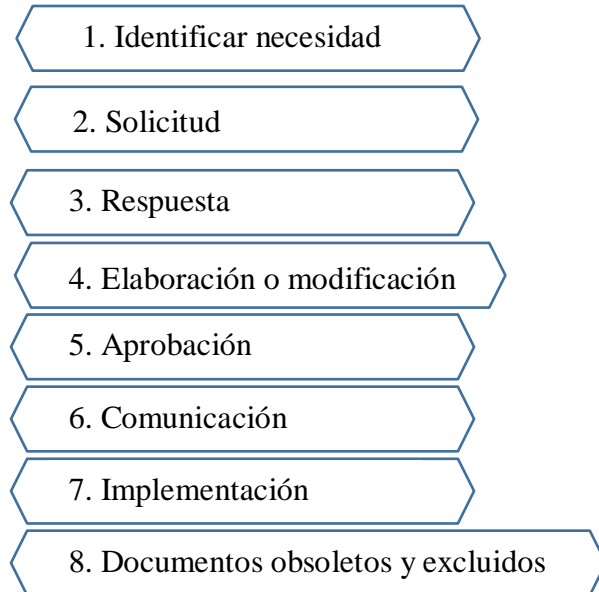 1. Identificar necesidad
2. Solicitud
3. Respuesta
4. Elaboración o modificación
5. Aprobación
6. Comunicación
7. Implementación
8. Documentos obsoletos y excluidos